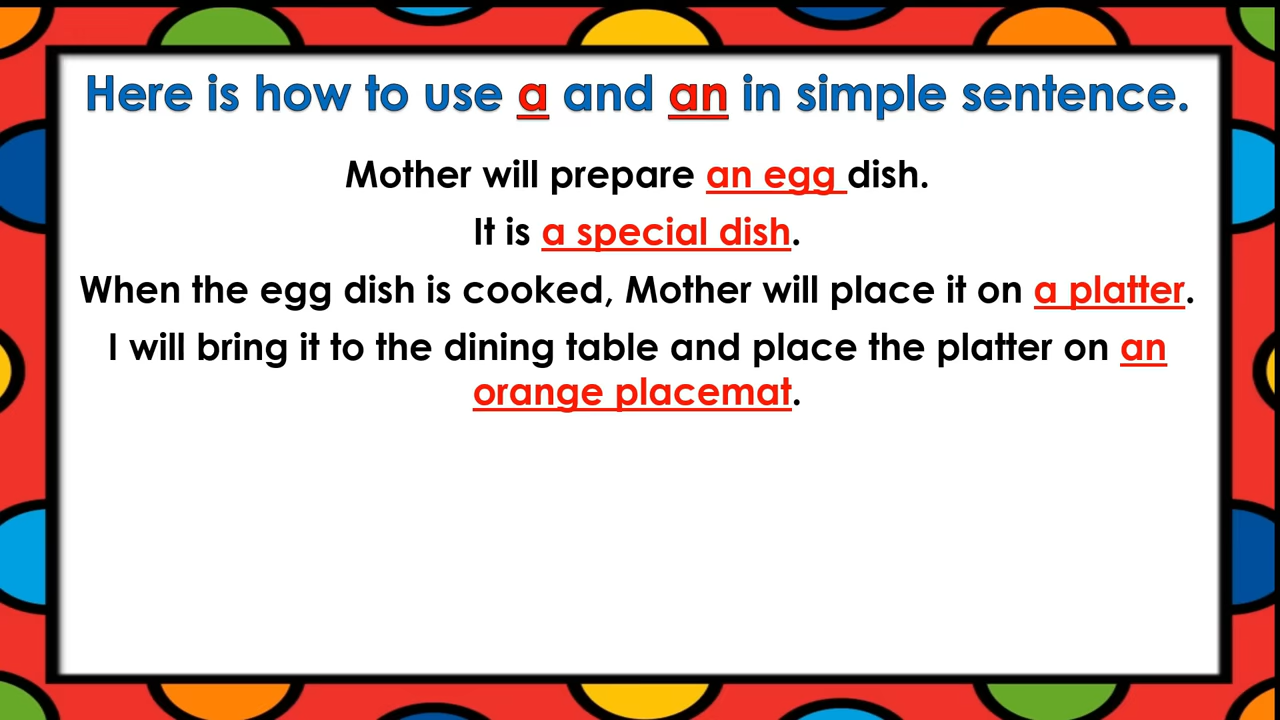 Here is how to use a and an in simple sentence.
Mother will prepare an egg dish.
It is a special dish.
When the egg dish is cooked, Mother will place it on a platter.
I will bring it to the dining table and place the platter on an
orange placemat.